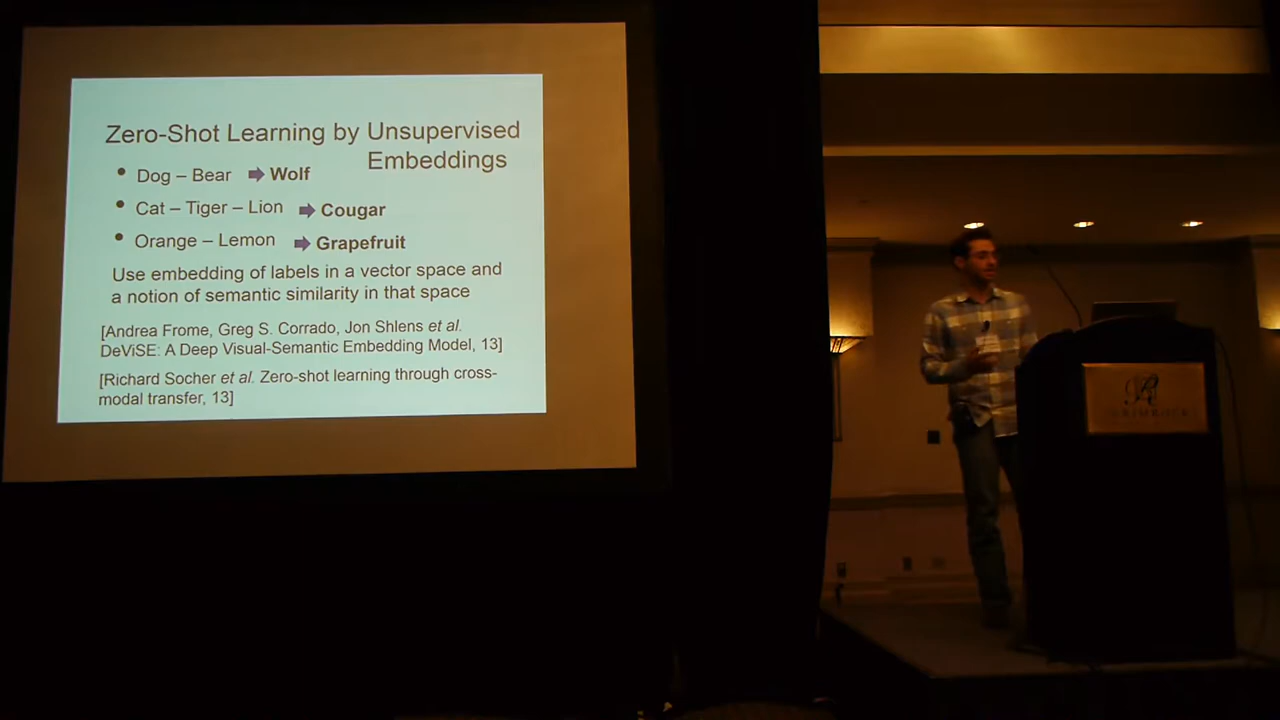 Zero-Shot Learning by Unsupervised
Embeddings
• Dog – Bear ➡ Wolf
• Cat – Tiger – Lion ➡ Cougar
• Orange – Lemon ➡ Grapefruit
Use embedding of labels in a vector space and
a notion of semantic similarity in that space
[Andrea Frome, Greg S. Corrado, Jon Shlens et al.
DeViSE: A Deep Visual-Semantic Embedding Model, 13]
[Richard Socher et al. Zero-shot learning through cross-
modal transfer, 13]